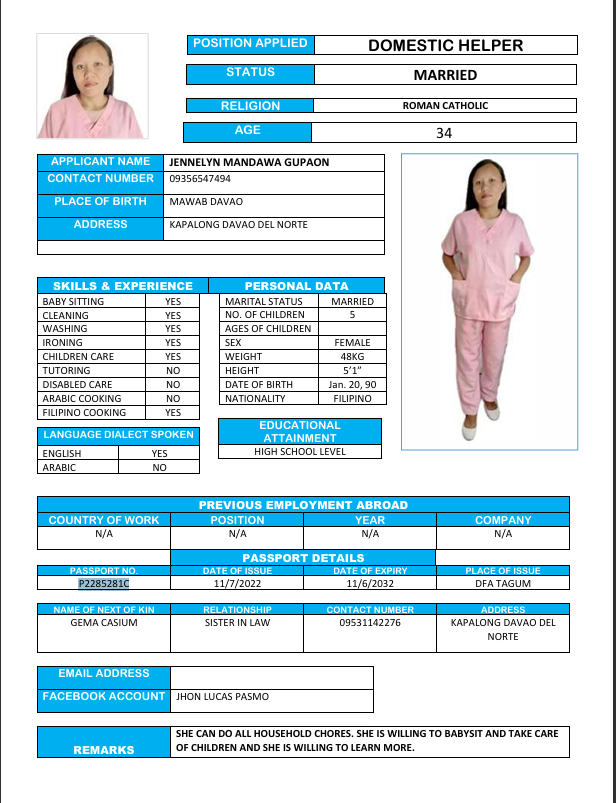 POSITION APPLIED DOMESTIC HELPER
STATUS MARRIED
RELIGION ROMAN CATHOLIC
AGE 34
APPLICANT NAME JENNELYN MANDAWA GUPAON
CONTACT NUMBER 09356547494
PLACE OF BIRTH MAWAB DAVAO
ADDRESS KAPALONG DAVAO DEL NORTE
SKILLS & EXPERIENCE PERSONAL DATA
BABY SITTING YES MARITAL STATUS MARRIED
CLEANING YES NO. OF CHILDREN 5
WASHING YES AGES OF CHILDREN
IRONING YES SEX FEMALE
CHILDREN CARE YES WEIGHT 48KG
TUTORING NO HEIGHT 5’1”
DISABLED CARE NO DATE OF BIRTH Jan. 20, 90
ARABIC COOKING NO NATIONALITY FILIPINO
FILIPINO COOKING YES
EDUCATIONAL
ATTAINMENT
HIGH SCHOOL LEVEL
LANGUAGE DIALECT SPOKEN
ENGLISH YES
ARABIC NO
PREVIOUS EMPLOYMENT ABROAD
COUNTRY OF WORK POSITION YEAR COMPANY
N/A N/A N/A N/A
PASSPORT DETAILS
PASSPORT NO. DATE OF ISSUE DATE OF EXPIRY PLACE OF ISSUE
P2285281C 11/7/2022 11/6/2032 DFA TAGUM
NAME OF NEXT OF KIN RELATIONSHIP CONTACT NUMBER ADDRESS
GEMA CASIUM SISTER IN LAW 09531142276 KAPALONG DAVAO DEL
NORTE
EMAIL ADDRESS
FACEBOOK ACCOUNT JHON LUCAS PASMO
REMARKS SHE CAN DO ALL HOUSEHOLD CHORES. SHE IS WILLING TO BABYSIT AND TAKE CARE
OF CHILDREN AND SHE IS WILLING TO LEARN MORE.